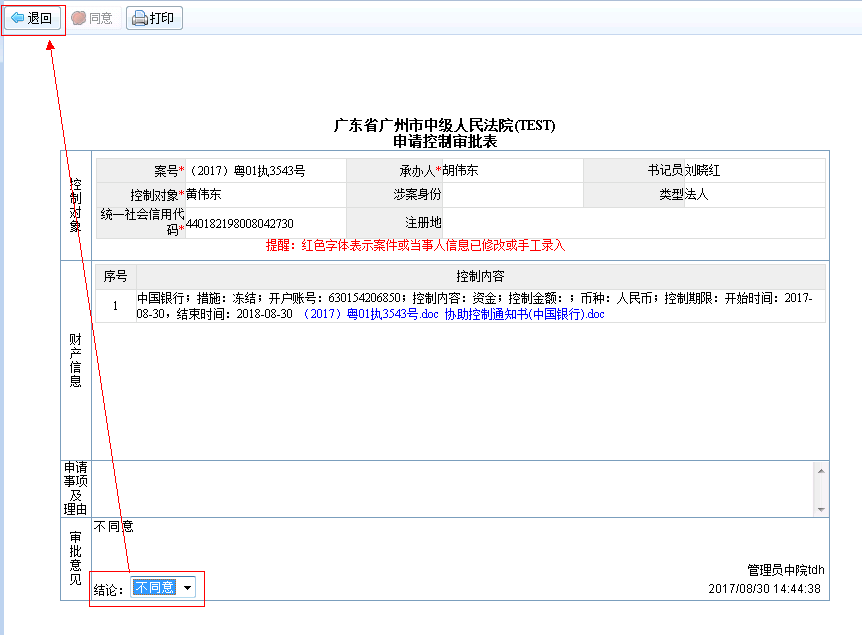 退回 同意 打印
广东省广州市中级人民法院(TEST)
申请控制审批表
控制对象
案号*（2017）粤01执3543号 承办人*胡伟东 书记员刘晓红
控制对象*黄伟东 涉案身份 类型法人
统一社会信用代码*440182198008042730 注册地
提醒：红色字体表示案件或当事人信息已修改或手工录入
财产信息
序号 控制内容
1 中国银行；措施：冻结；开户账号：630154206850；控制内容：资金；控制金额：；币种：人民币；控制期限：开始时间：2017-
08-30，结束时间：2018-08-30 （2017）粤01执3543号.doc 协助控制通知书(中国银行).doc
申请
事项
及
理由
审批意见
不同意
管理员中院tdh
结论： 不同意
2017/08/30 14:44:38